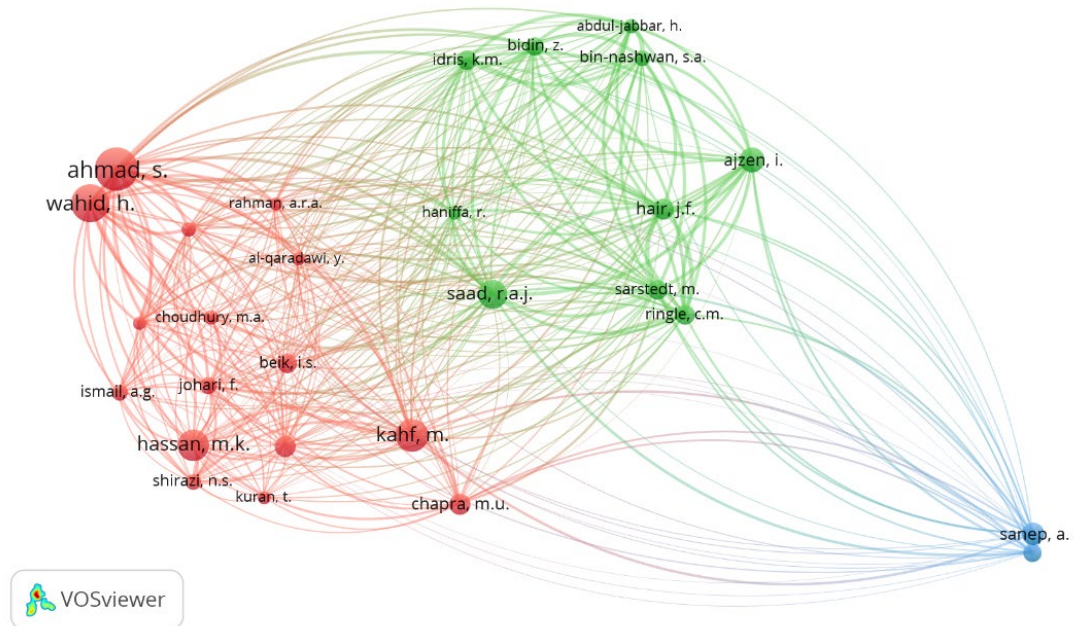 abdul-jabbar, h.
bidin, z.
idris, k.m.
bin-nashwan, s.a.
ahmad, s.
ajzen, i.
wahid, h.
rahman, a.r.a.
haniffa, r.
hair, j.f.
al-qaradawi, y.
saad, r.a.j.
sarstedt, m.
choudhury, m.a.
ringle, c.m.
beik, i.s.
ismail, a.g.
johari, f.
hassan, m.k.
kahf, m.
shirazi, n.s.
kuran, t.
chapra, m.u.
sanep, a.
VOSviewer